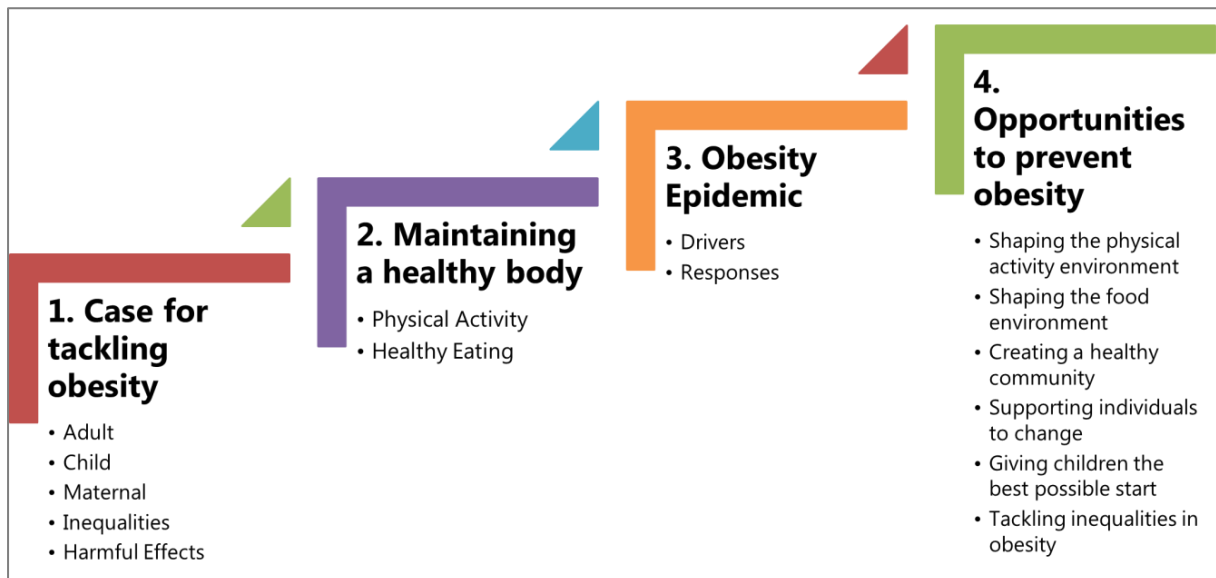 1. Case for
tackling
obesity
• Adult
• Child
• Maternal
• Inequalities
• Harmful Effects
2. Maintaining
a healthy body
• Physical Activity
• Healthy Eating
3. Obesity
Epidemic
• Drivers
• Responses
4.
Opportunities
to prevent
obesity
• Shaping the physical
activity environment
• Shaping the food
environment
• Creating a healthy
community
• Supporting individuals
to change
• Giving children the
best possible start
• Tackling inequalities in
obesity